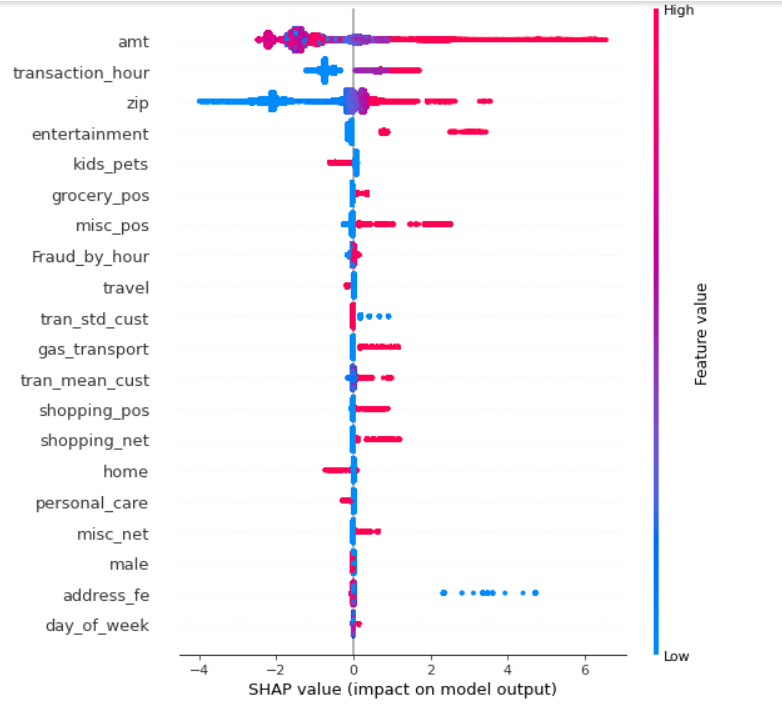 High
amt
transaction_hour
zip
entertainment
kids_pets
grocery_pos
misc_pos
Fraud_by_hour
travel
tran_std_cust
gas_transport
tran_mean_cust
shopping_pos
shopping_net
home
personal_care
misc_net
male
address_fe
day_of_week
Feature value
Low
−4 −2 0 2 4 6
SHAP value (impact on model output)